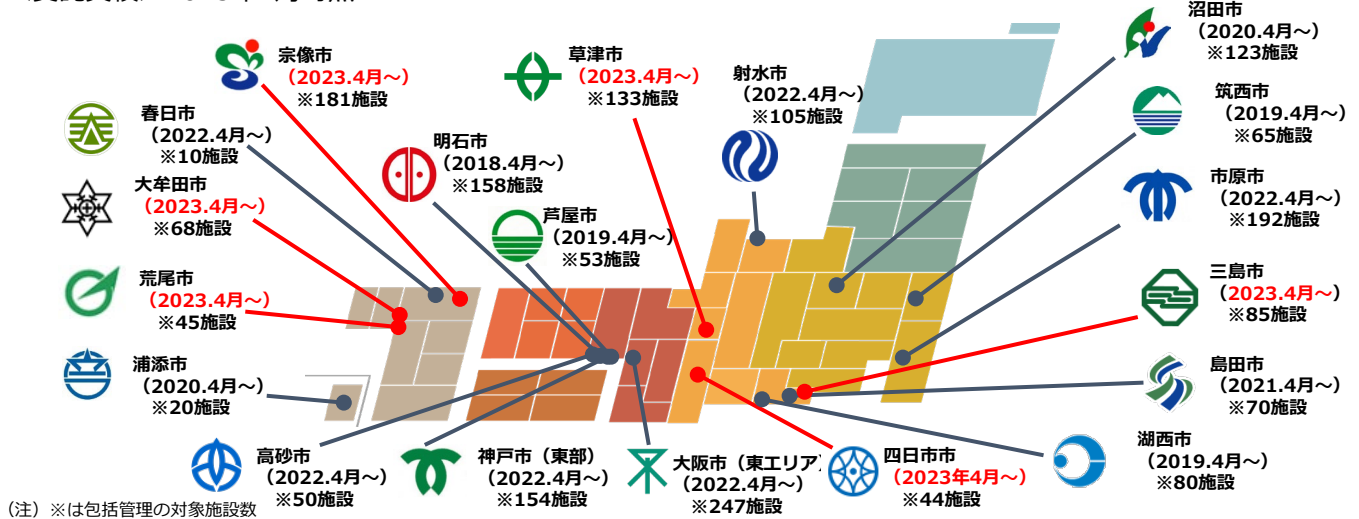 宗像市
(2023.4月～)
※181施設
草津市
(2023.4月～)
※133施設
射水市
(2022.4月～)
※105施設
沼田市
(2020.4月～)
※123施設
春日市
(2022.4月～)
※10施設
明石市
(2018.4月～)
※158施設
筑西市
(2019.4月～)
※65施設
大牟田市
(2023.4月～)
※68施設
芦屋市
(2019.4月～)
※53施設
市原市
(2022.4月～)
※192施設
荒尾市
(2023.4月～)
※45施設
三島市
(2023.4月～)
※85施設
浦添市
(2020.4月～)
※20施設
島田市
(2021.4月～)
※70施設
高砂市
(2022.4月～)
※50施設
神戸市（東部）
(2022.4月～)
※154施設
大阪市（東エリア）
(2022.4月～)
※247施設
四日市市
(2023年4月～)
※44施設
湖西市
(2019.4月～)
※80施設
（注）※は包括管理の対象施設数